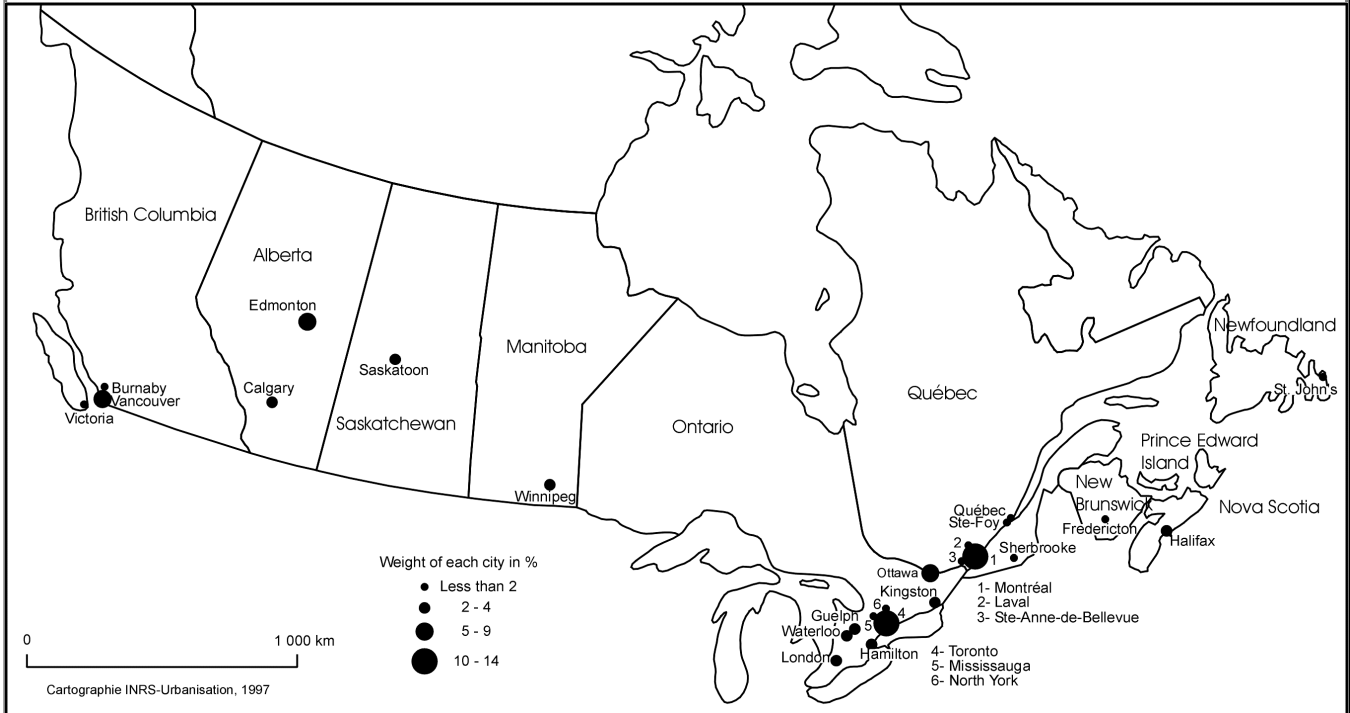 British Columbia
Alberta
Edmonton
Calgary
Burnaby
Vancouver
Victoria
Saskatoon
Saskatchewan
Manitoba
Winnipeg
Ontario
Québec
Newfoundland
St. John's
Prince Edward
Island
New
Brunswick
Nova Scotia
Fredericton
Halifax
Québec
Ste-Foy
Sherbrooke
2
3
1
Ottawa
Kingston
6
4
5
Guelph
Waterloo
London
Hamilton
1- Montréal
2- Laval
3- Ste-Anne-de-Bellevue
4- Toronto
5- Mississauga
6- North York
Weight of each city in %
Less than 2
2 - 4
5 - 9
10 - 14
0 1 000 km
Cartographie INRS-Urbanisation, 1997